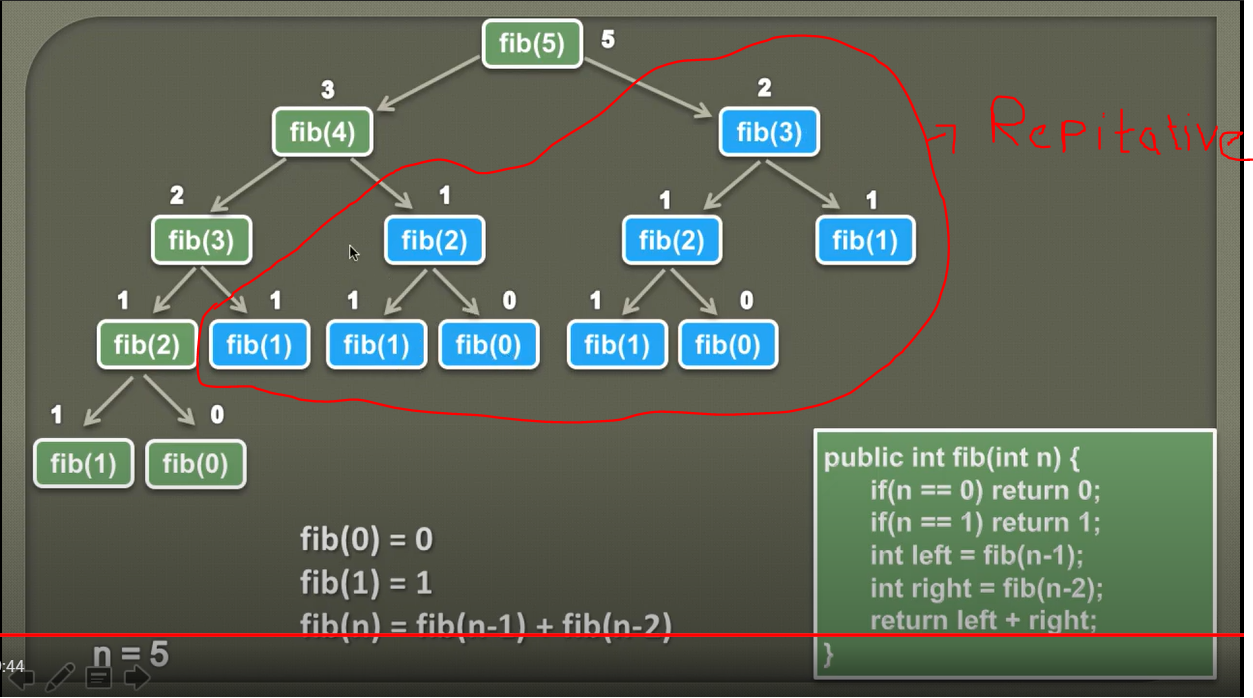 fib(5) 5
3
2
fib(4)
fib(3)
→ Repitative
2
1
1
1
fib(3)
fib(2)
fib(2)
fib(1)
1
1
1
0
1
0
fib(2)
fib(1)
fib(1)
fib(0)
fib(1)
fib(0)
1
0
fib(1)
fib(0)
fib(0) = 0
fib(1) = 1
fib(n) = fib(n-1) + fib(n-2)
n = 5
public int fib(int n) {
if(n == 0) return 0;
if(n == 1) return 1;
int left = fib(n-1);
int right = fib(n-2);
return left + right;
}
:44